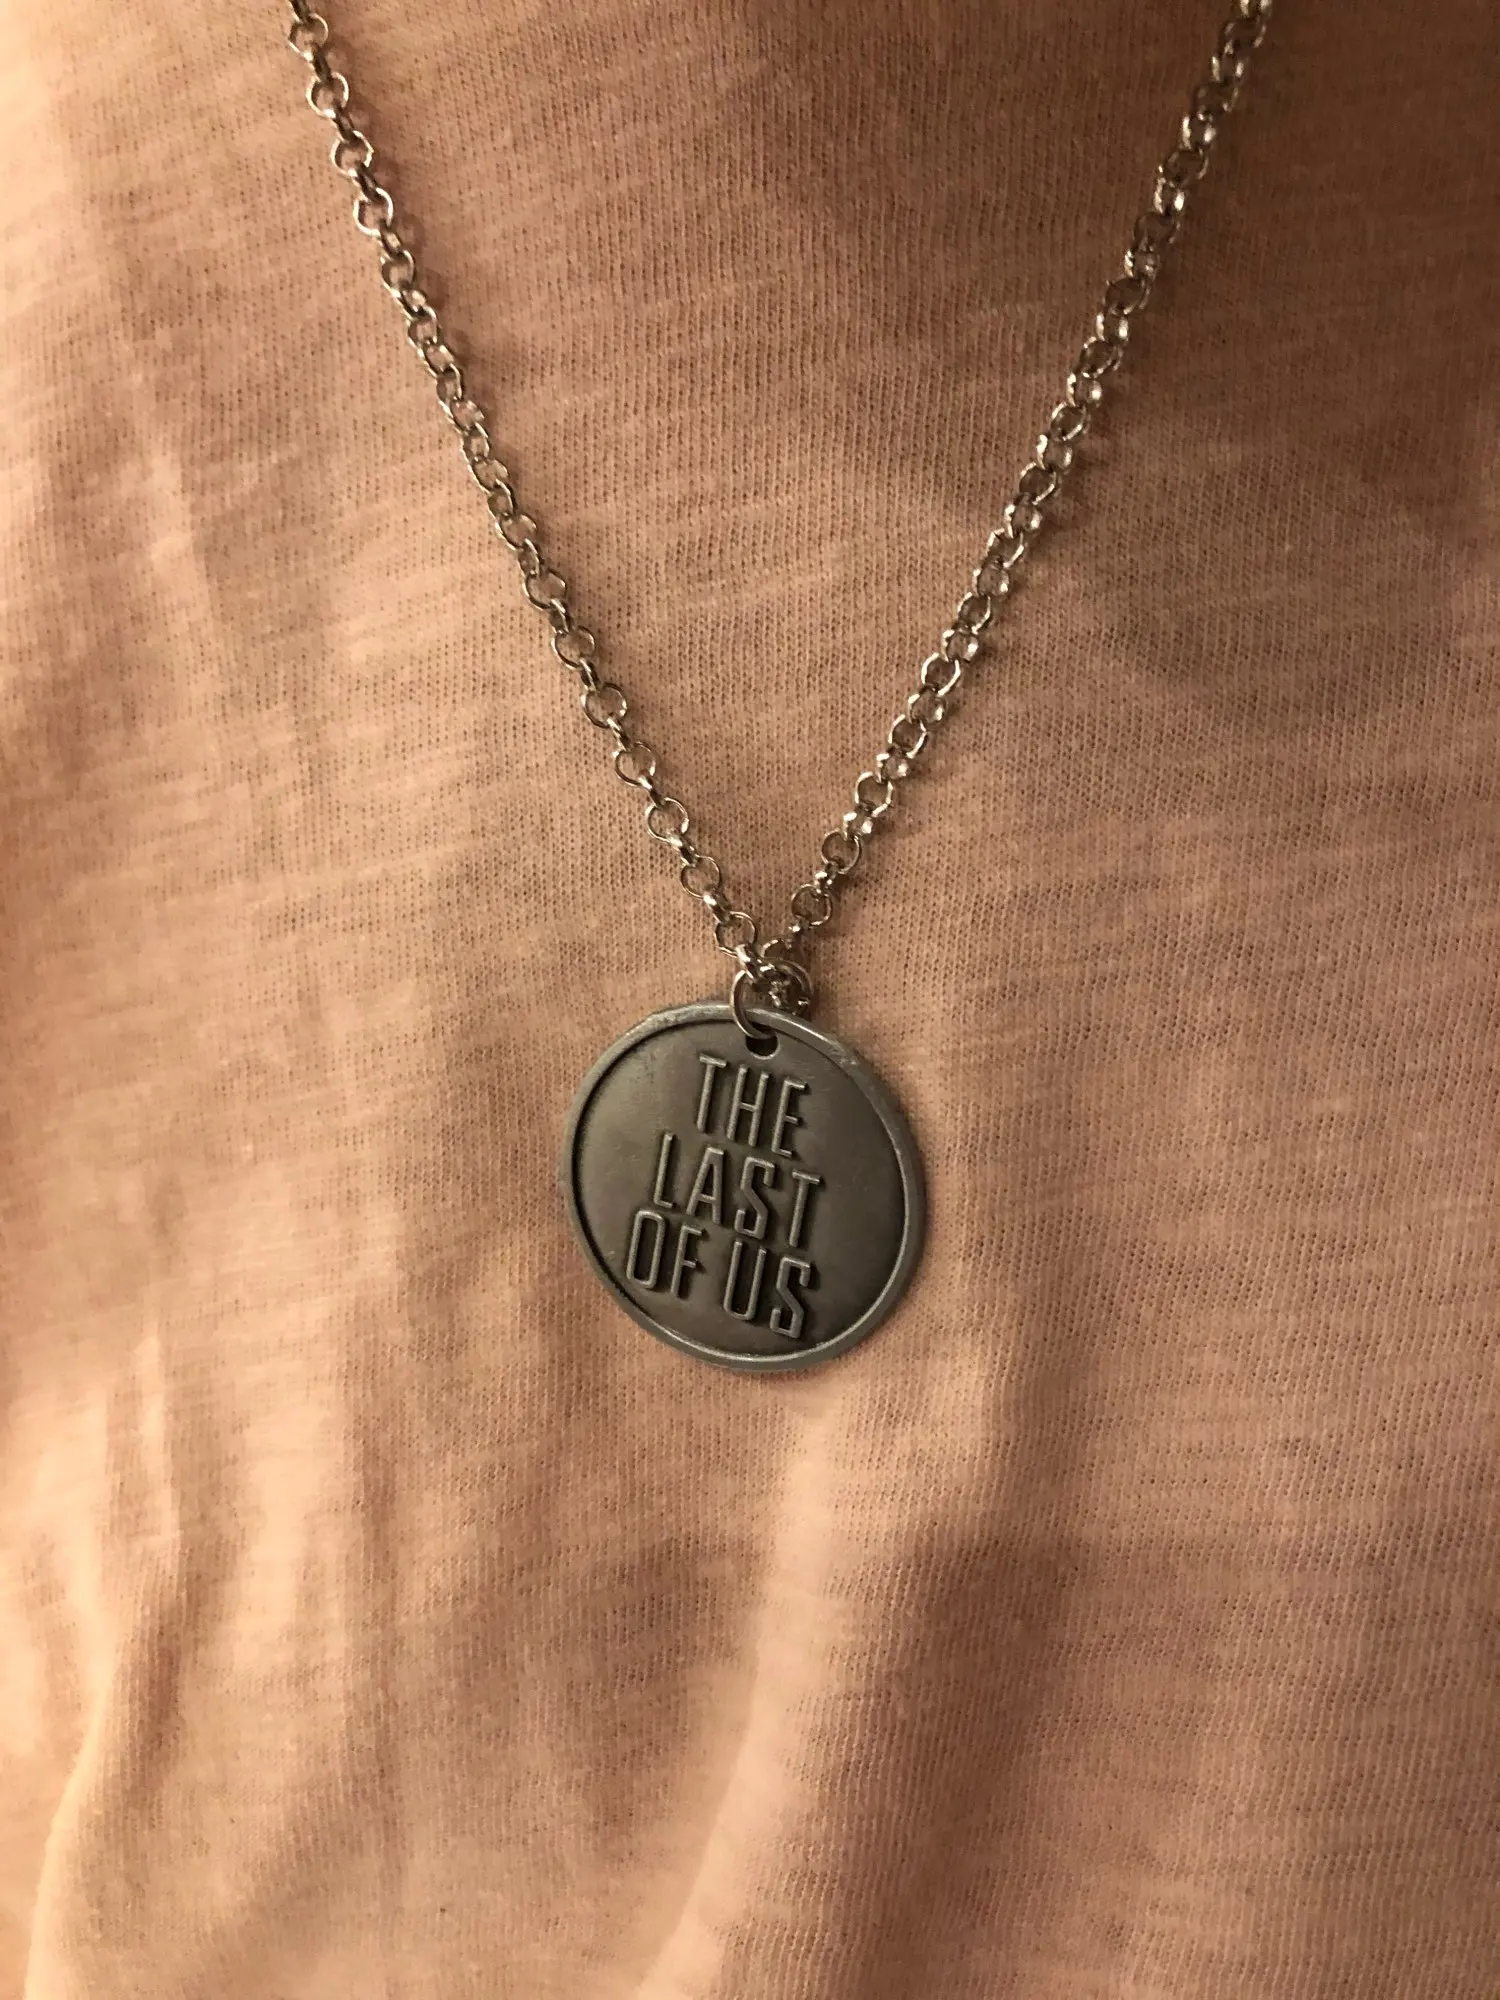 THE
LAST
OF US